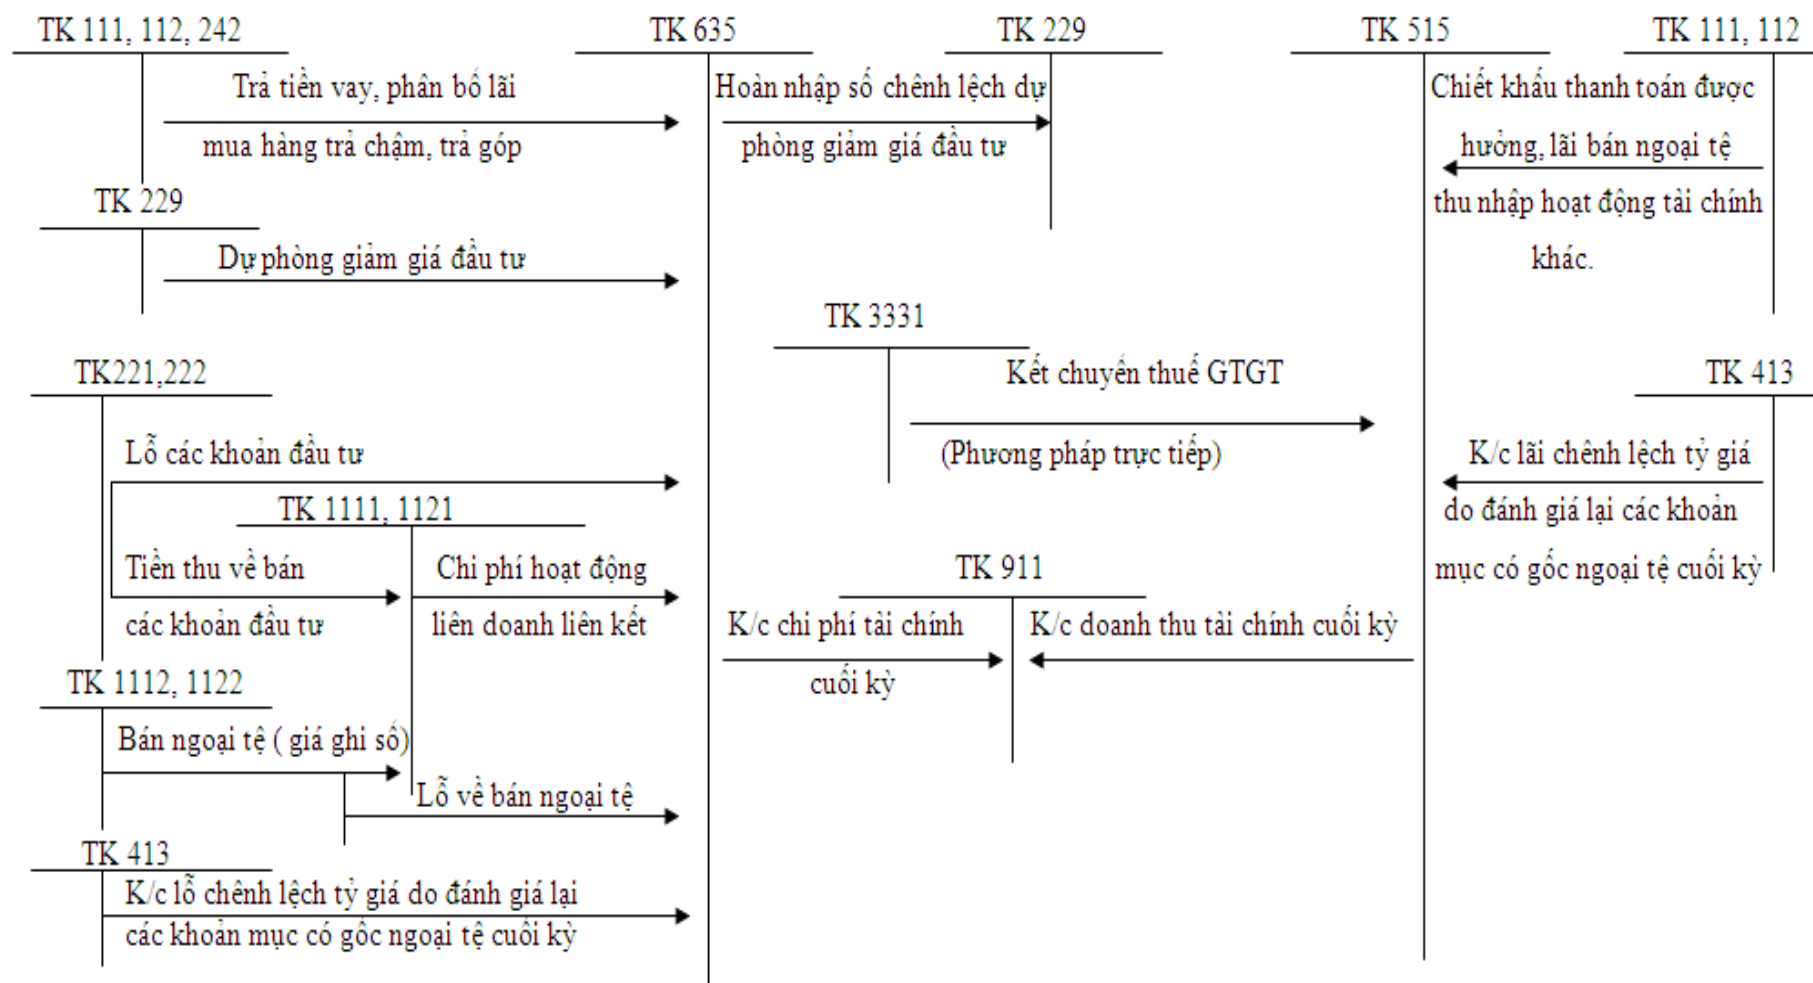 TK 111, 112, 242
TK 635
TK 229
TK 515
TK 111, 112
Trả tiền vay, phân bổ lãi
mua hàng trả chậm, trả góp
Hoàn nhập số chênh lệch dự
phòng giảm giá đầu tư
Chiết khấu thanh toán được
hưởng, lãi bán ngoại tệ
thu nhập hoạt động tài chính
khác.
TK 229
Dự phòng giảm giá đầu tư
TK 3331
Kết chuyển thuế GTGT
(Phương pháp trực tiếp)
TK 413
K/c lãi chênh lệch tỷ giá
do đánh giá lại các khoản
mục có gốc ngoại tệ cuối kỳ
TK221,222
Lỗ các khoản đầu tư
TK 1111, 1121
Tiền thu về bán
các khoản đầu tư
Chi phí hoạt động
liên doanh liên kết
TK 911
K/c chi phí tài chính
cuối kỳ
K/c doanh thu tài chính cuối kỳ
TK 1112, 1122
Bán ngoại tệ ( giá ghi sổ)
Lỗ về bán ngoại tệ
TK 413
K/c lỗ chênh lệch tỷ giá do đánh giá lại
các khoản mục có gốc ngoại tệ cuối kỳ